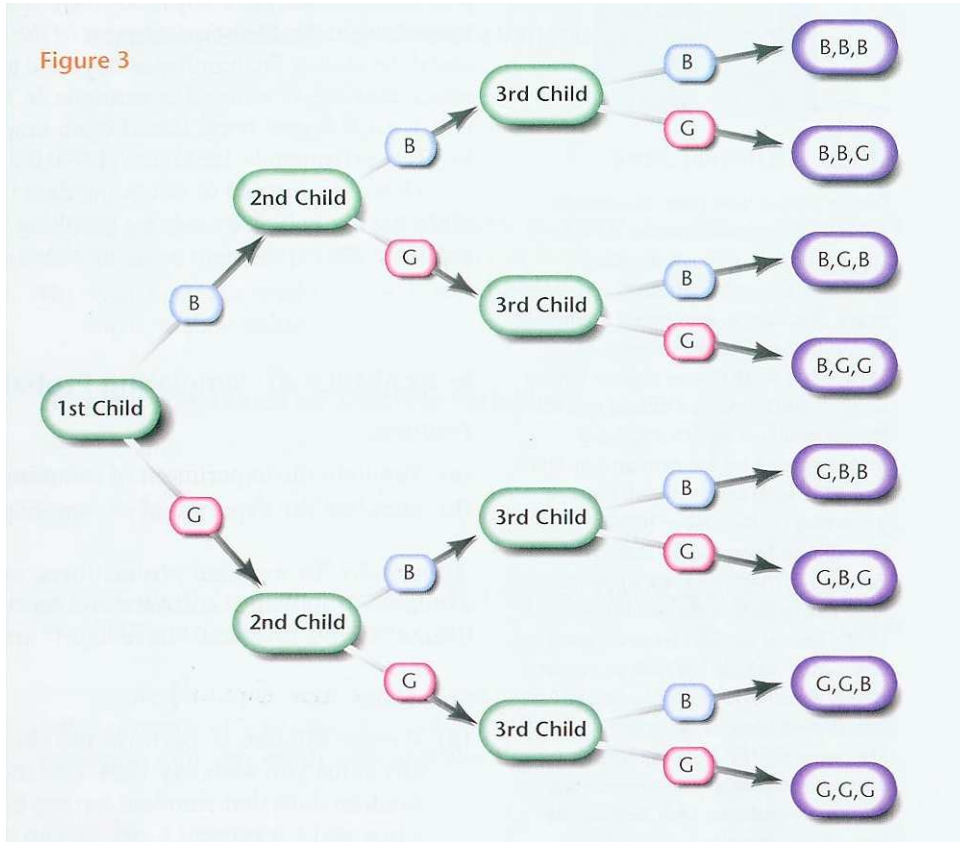 Figure 3
1st Child
B
G
2nd Child
2nd Child
B
G
B
G
3rd Child
3rd Child
3rd Child
3rd Child
B
G
B
G
B
G
B
G
B,B,B
B,B,G
B,G,B
B,G,G
G,B,B
G,B,G
G,G,B
G,G,G